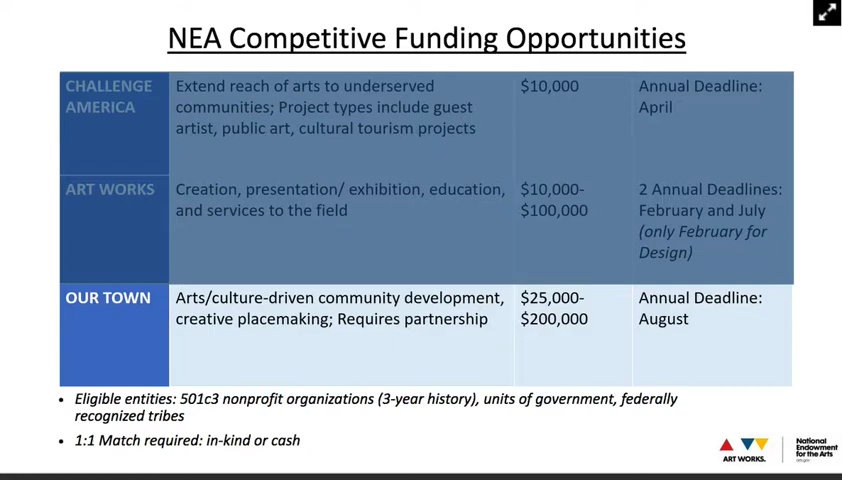 NEA Competitive Funding Opportunities
CHALLENGE AMERICA
Extend reach of arts to underserved
communities; Project types include guest
artist, public art, cultural tourism projects
$10,000
Annual Deadline:
April
ART WORKS
Creation, presentation/ exhibition, education,
and services to the field
$10,000-
$100,000
2 Annual Deadlines:
February and July
(only February for
Design)
OUR TOWN
Arts/culture-driven community development,
creative placemaking; Requires partnership
$25,000-
$200,000
Annual Deadline:
August
• Eligible entities: 501c3 nonprofit organizations (3-year history), units of government, federally
recognized tribes
• 1:1 Match required: in-kind or cash
ART WORKS.
National
Endowment
for the Arts
arts.gov